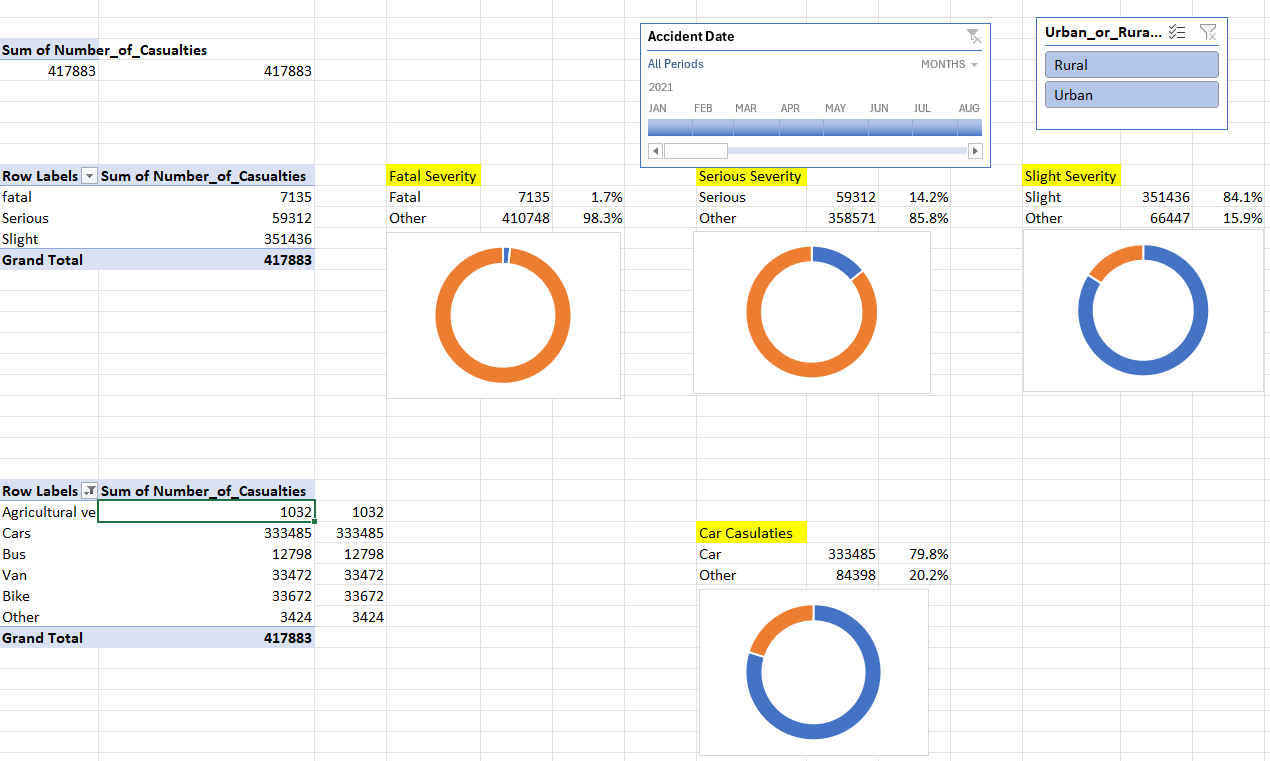 Sum of Number_of_Casualties
417883 417883
Accident Date
All Periods MONTHS
2021
JAN FEB MAR APR MAY JUN JUL AUG
Urban_or_Rura...
Rural
Urban
Row Labels Sum of Number_of_Casualties
fatal 7135
Serious 59312
Slight 351436
Grand Total 417883
Fatal Severity
Fatal 7135 1.7%
Other 410748 98.3%
Serious Severity
Serious 59312 14.2%
Other 358571 85.8%
Slight Severity
Slight 351436 84.1%
Other 66447 15.9%
Row Labels Sum of Number_of_Casualties
Agricultural ve 1032 1032
Cars 333485 333485
Bus 12798 12798
Van 33472 33472
Bike 33672 33672
Other 3424 3424
Grand Total 417883
Car Casulaties
Car 333485 79.8%
Other 84398 20.2%